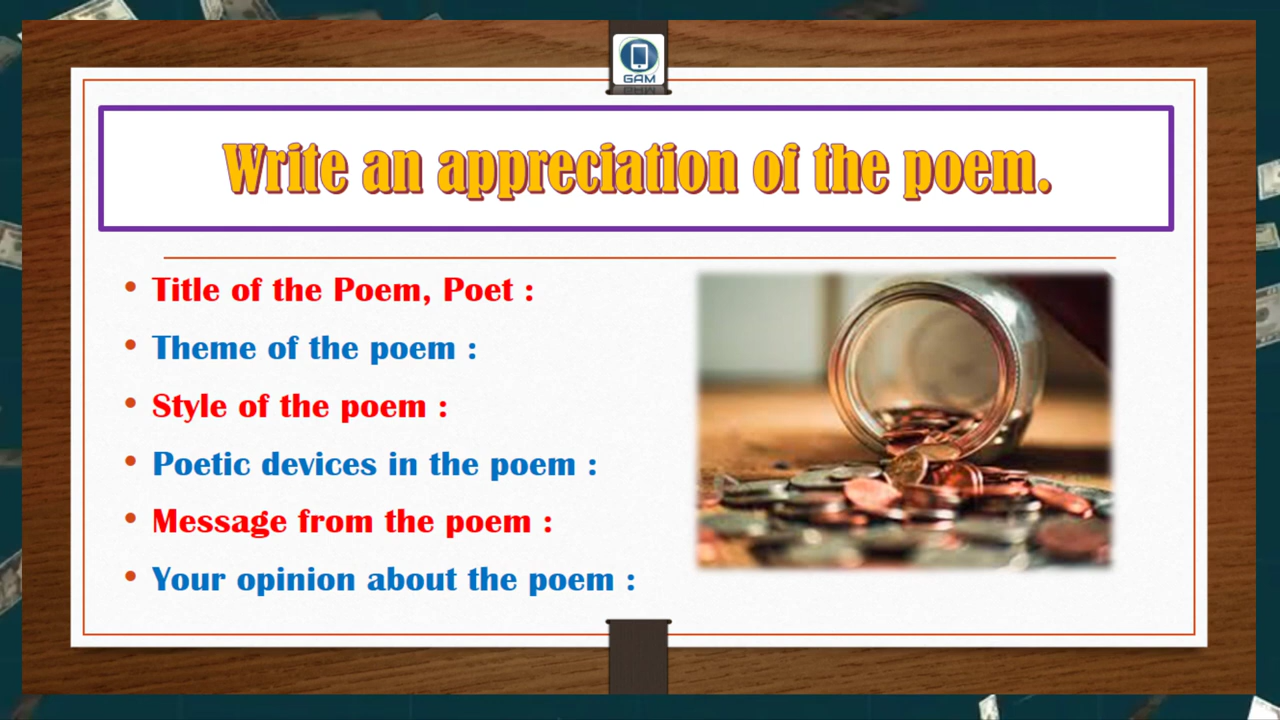 GAM
Write an appreciation of the poem.
• Title of the Poem, Poet :
• Theme of the poem :
• Style of the poem :
• Poetic devices in the poem :
• Message from the poem :
• Your opinion about the poem :